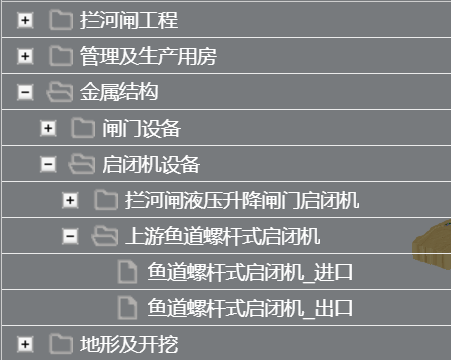 拦河闸工程
管理及生产用房
金属结构
闸门设备
启闭机设备
拦河闸液压升降闸门启闭机
上游鱼道螺杆式启闭机
鱼道螺杆式启闭机_进口
鱼道螺杆式启闭机_出口
地形及开挖